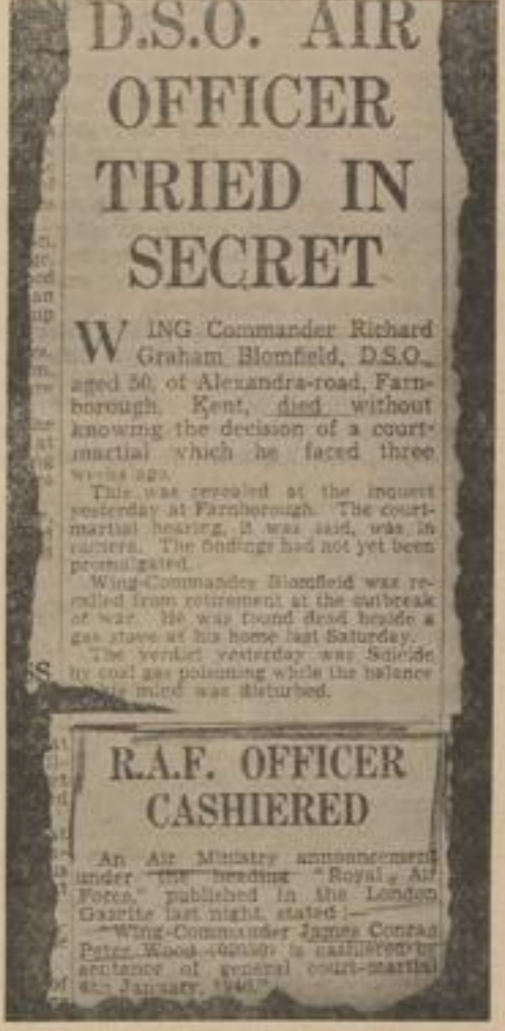 D.S.O. AIR
OFFICER
TRIED IN
SECRET
WING Commander Richard
Graham Blomfield, D.S.O.,
aged 50, of Alexandra-road, Farn-
borough, Kent, died without
knowing the decision of a court-
martial which he faced three
weeks ago.
This was revealed at the inquest
yesterday at Farnborough. The court-
martial hearing, it was said, was in
camera. The findings had not yet been
promulgated.
Wing-Commander Blomfield was re-
called from retirement at the outbreak
of war. He was found dead beside a
gas stove at his home last Saturday.
The verdict yesterday was Suicide
by coal gas poisoning while the balance
his mind was disturbed.
R.A.F. OFFICER
CASHIERED
An Air Ministry announcement
under the heading "Royal Air
Force," published in the London
Gazette last night, stated:—
"Wing-Commander James Conran
Peter Wood is cashiered by
sentence of general court-martial
January, 1940."